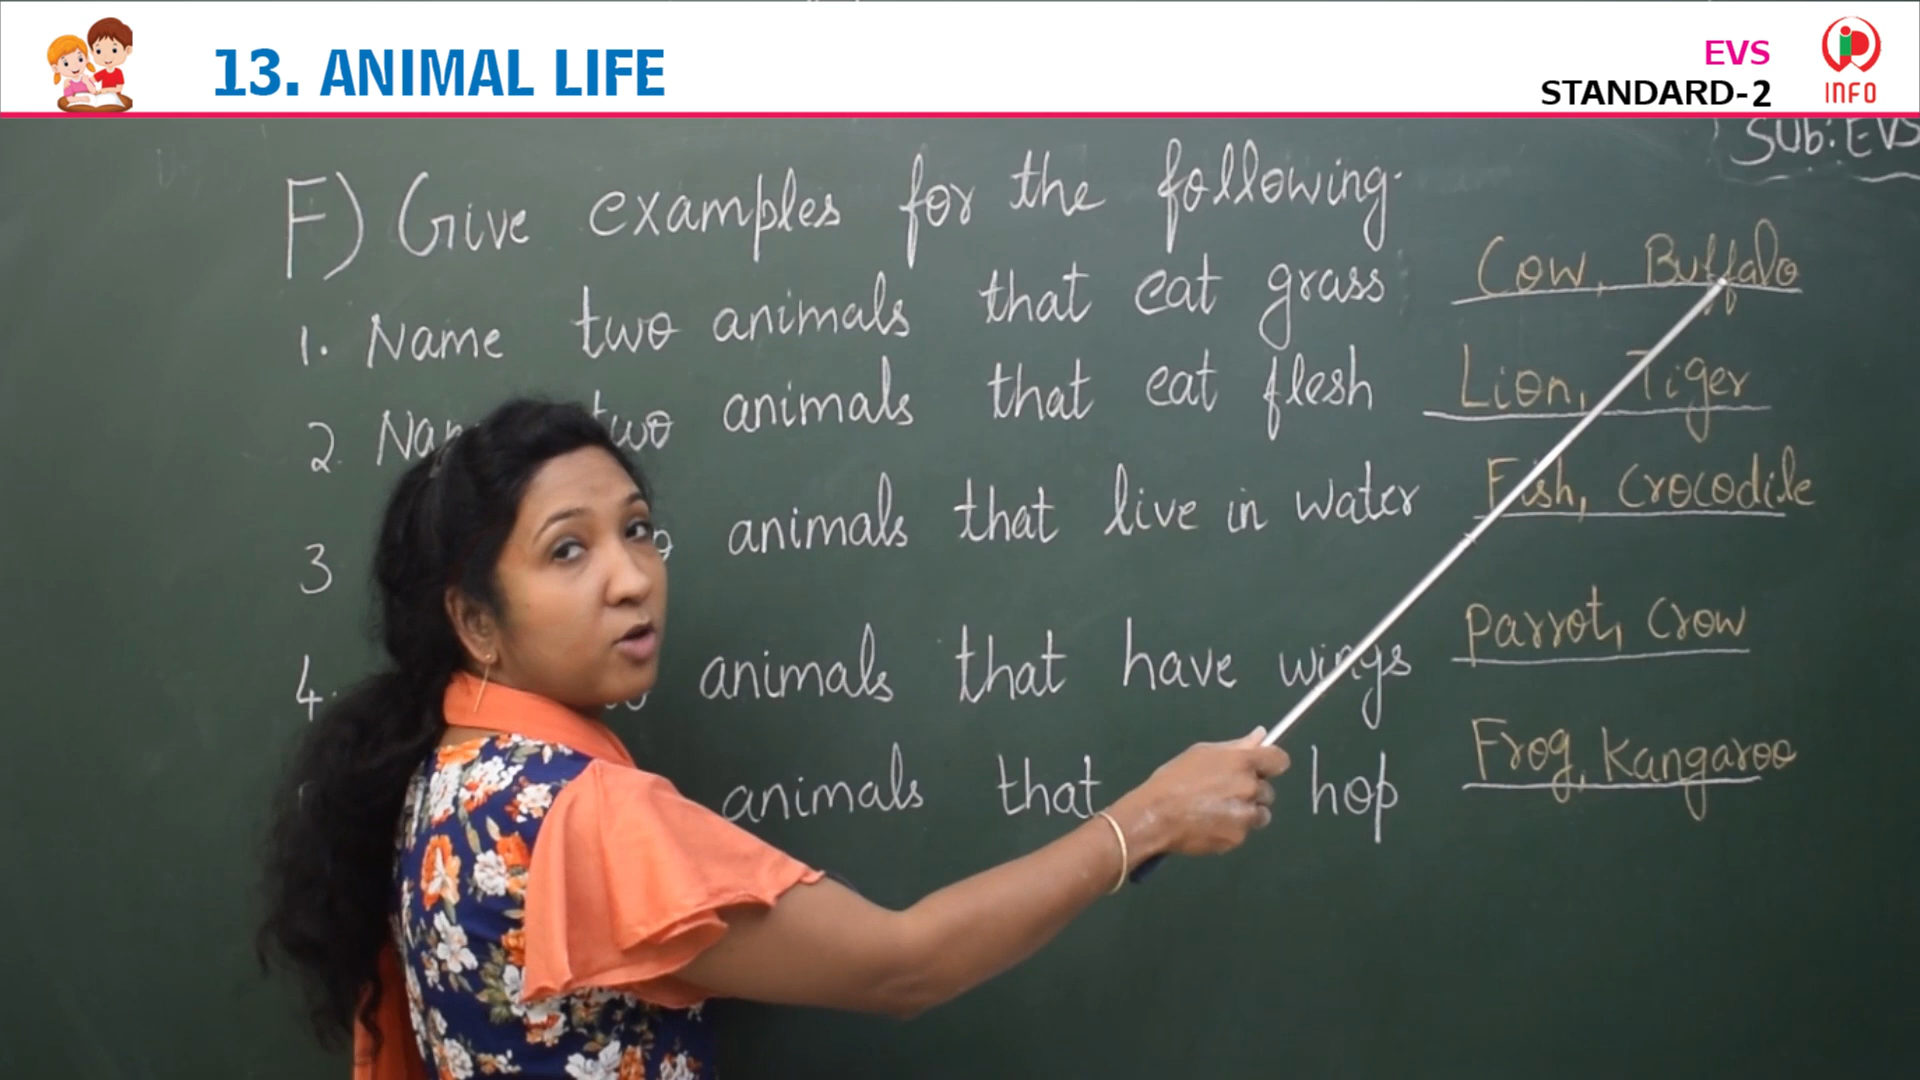 13. ANIMAL LIFE
EVS
STANDARD-2
INFO
Sub: EVS
F) Give examples for the following.
1. Name two animals that eat grass Cow, Buffalo
2. two animals that eat flesh Lion, Tiger
3 animals that live in water Fish, Crocodile
4. animals that have wings Parrot, Crow
animals that hop Frog, Kangaroo